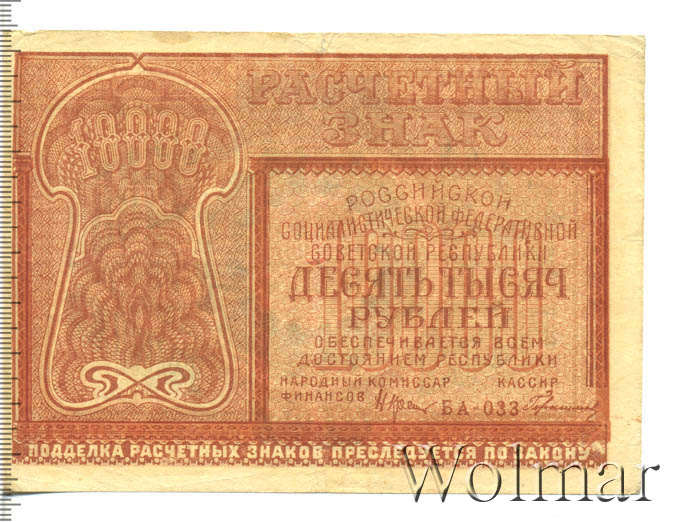 РАСЧЕТНЫЙ
ЗНАК
10000
10000
РОССИЙСКОЙ
СОЦИАЛИСТИЧЕСКОЙ ФЕДЕРАТИВНОЙ
СОВЕТСКОЙ РЕСПУБЛИКИ
ДЕСЯТЬ ТЫСЯЧ
РУБЛЕЙ
ОБЕСПЕЧИВАЕТСЯ ВСЕМ
ДОСТОЯНИЕМ РЕСПУБЛИКИ
НАРОДНЫЙ КОМИССАР КАССИР
ФИНАНСОВ БА-033
ПОДДЕЛКА РАСЧЕТНЫХ ЗНАКОВ ПРЕСЛЕДУЕТСЯ ПО ЗАКОНУ
Wolmar